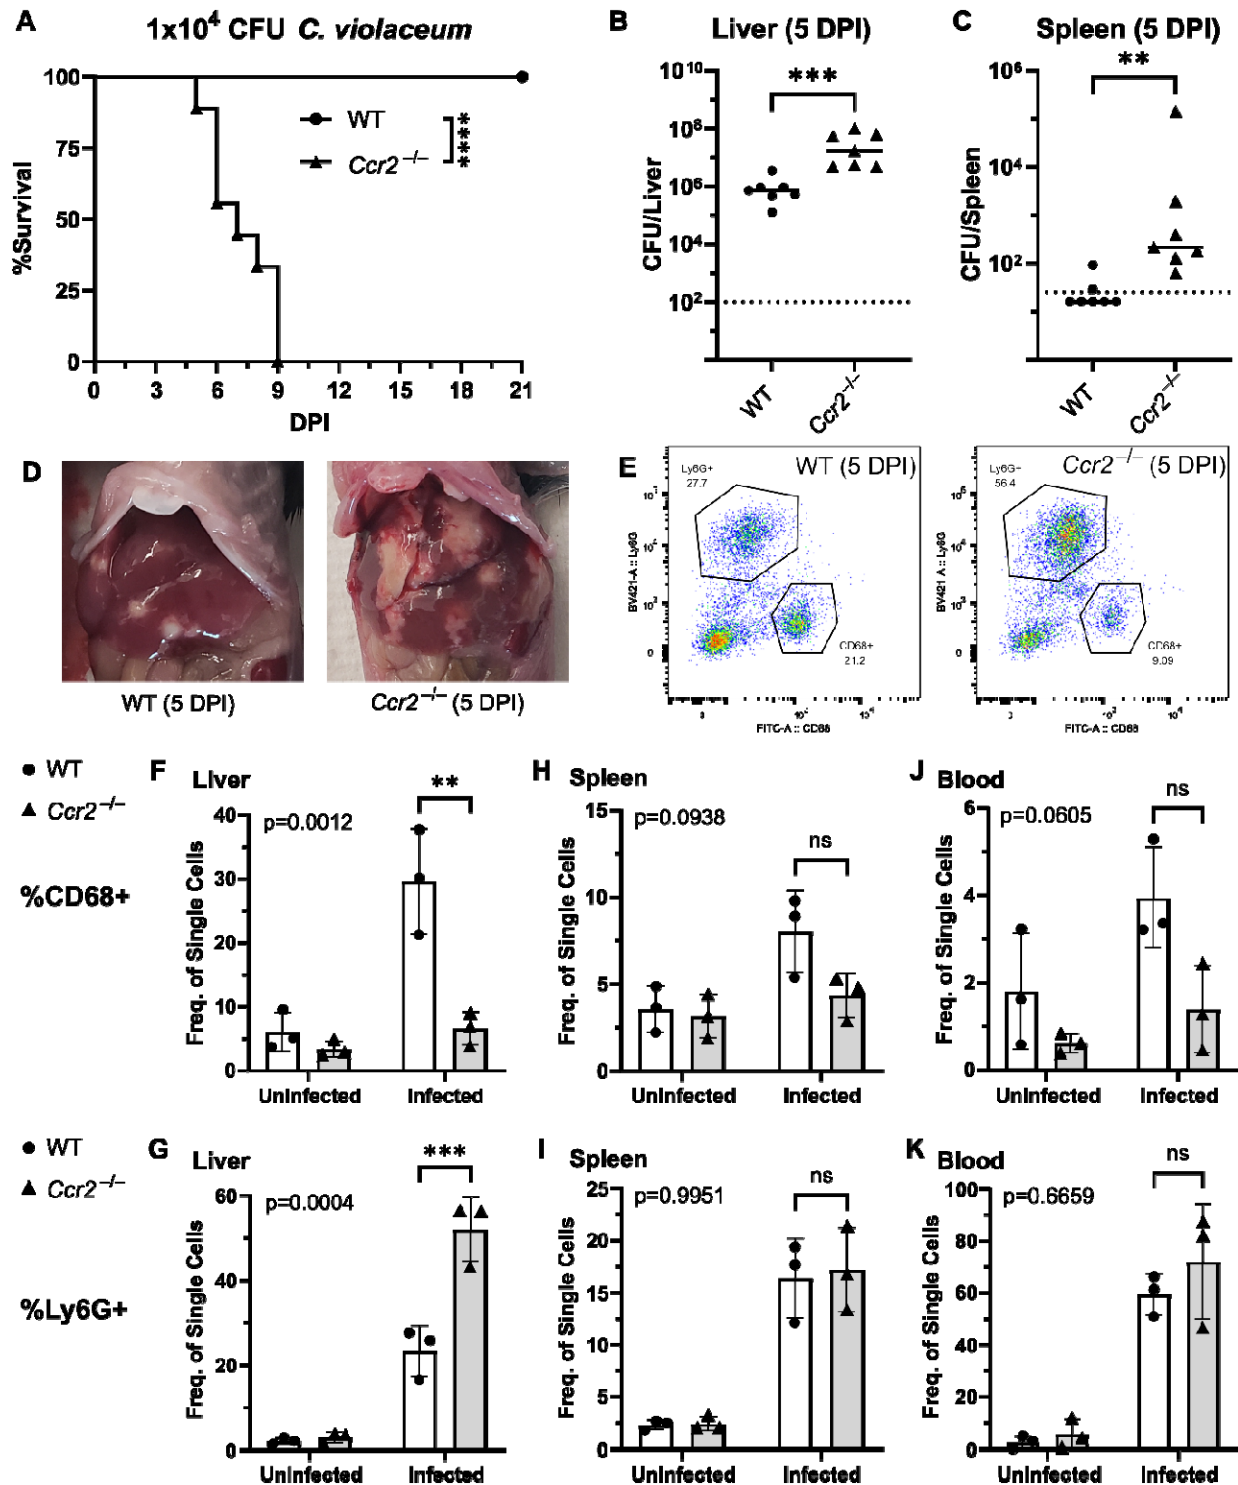 A 1x10⁴ CFU C. violaceum
100
75
50
25
0
%Survival
WT
Ccr2⁻/⁻
****
0 3 6 9 12 15 18 21
DPI
B Liver (5 DPI)
***
10¹⁰
10⁸
10⁶
10⁴
10²
CFU/Liver
WT Ccr2⁻/⁻
C Spleen (5 DPI)
**
10⁶
10⁴
10²
CFU/Spleen
WT Ccr2⁻/⁻
D
WT (5 DPI) Ccr2⁻/⁻ (5 DPI)
E
WT (5 DPI)
Ly6G+
27.7
CD68+
21.2
BV421-A :: Ly6G
10⁴
10³
0
FITC-A :: CD68
Ccr2⁻/⁻ (5 DPI)
Ly6G+
56.4
CD68+
9.09
BV421-A :: Ly6G
10⁵
10⁴
10³
0
FITC-A :: CD68
WT
Ccr2⁻/⁻
%CD68+
F Liver
p=0.0012
**
40
30
20
10
0
Freq. of Single Cells
Uninfected Infected
H Spleen
p=0.0938
ns
15
10
5
0
Freq. of Single Cells
Uninfected Infected
J Blood
p=0.0605
ns
6
4
2
0
Freq. of Single Cells
Uninfected Infected
WT
Ccr2⁻/⁻
%Ly6G+
G Liver
p=0.0004
***
60
40
20
0
Freq. of Single Cells
Uninfected Infected
I Spleen
p=0.9951
ns
25
20
15
10
5
0
Freq. of Single Cells
Uninfected Infected
K Blood
p=0.6659
ns
100
80
60
40
20
0
Freq. of Single Cells
Uninfected Infected